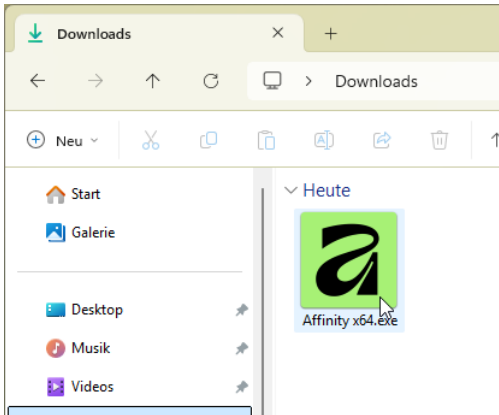 Downloads
Downloads
Neu
Start
Galerie
Desktop
Musik
Videos
Heute
Affinity x64.exe